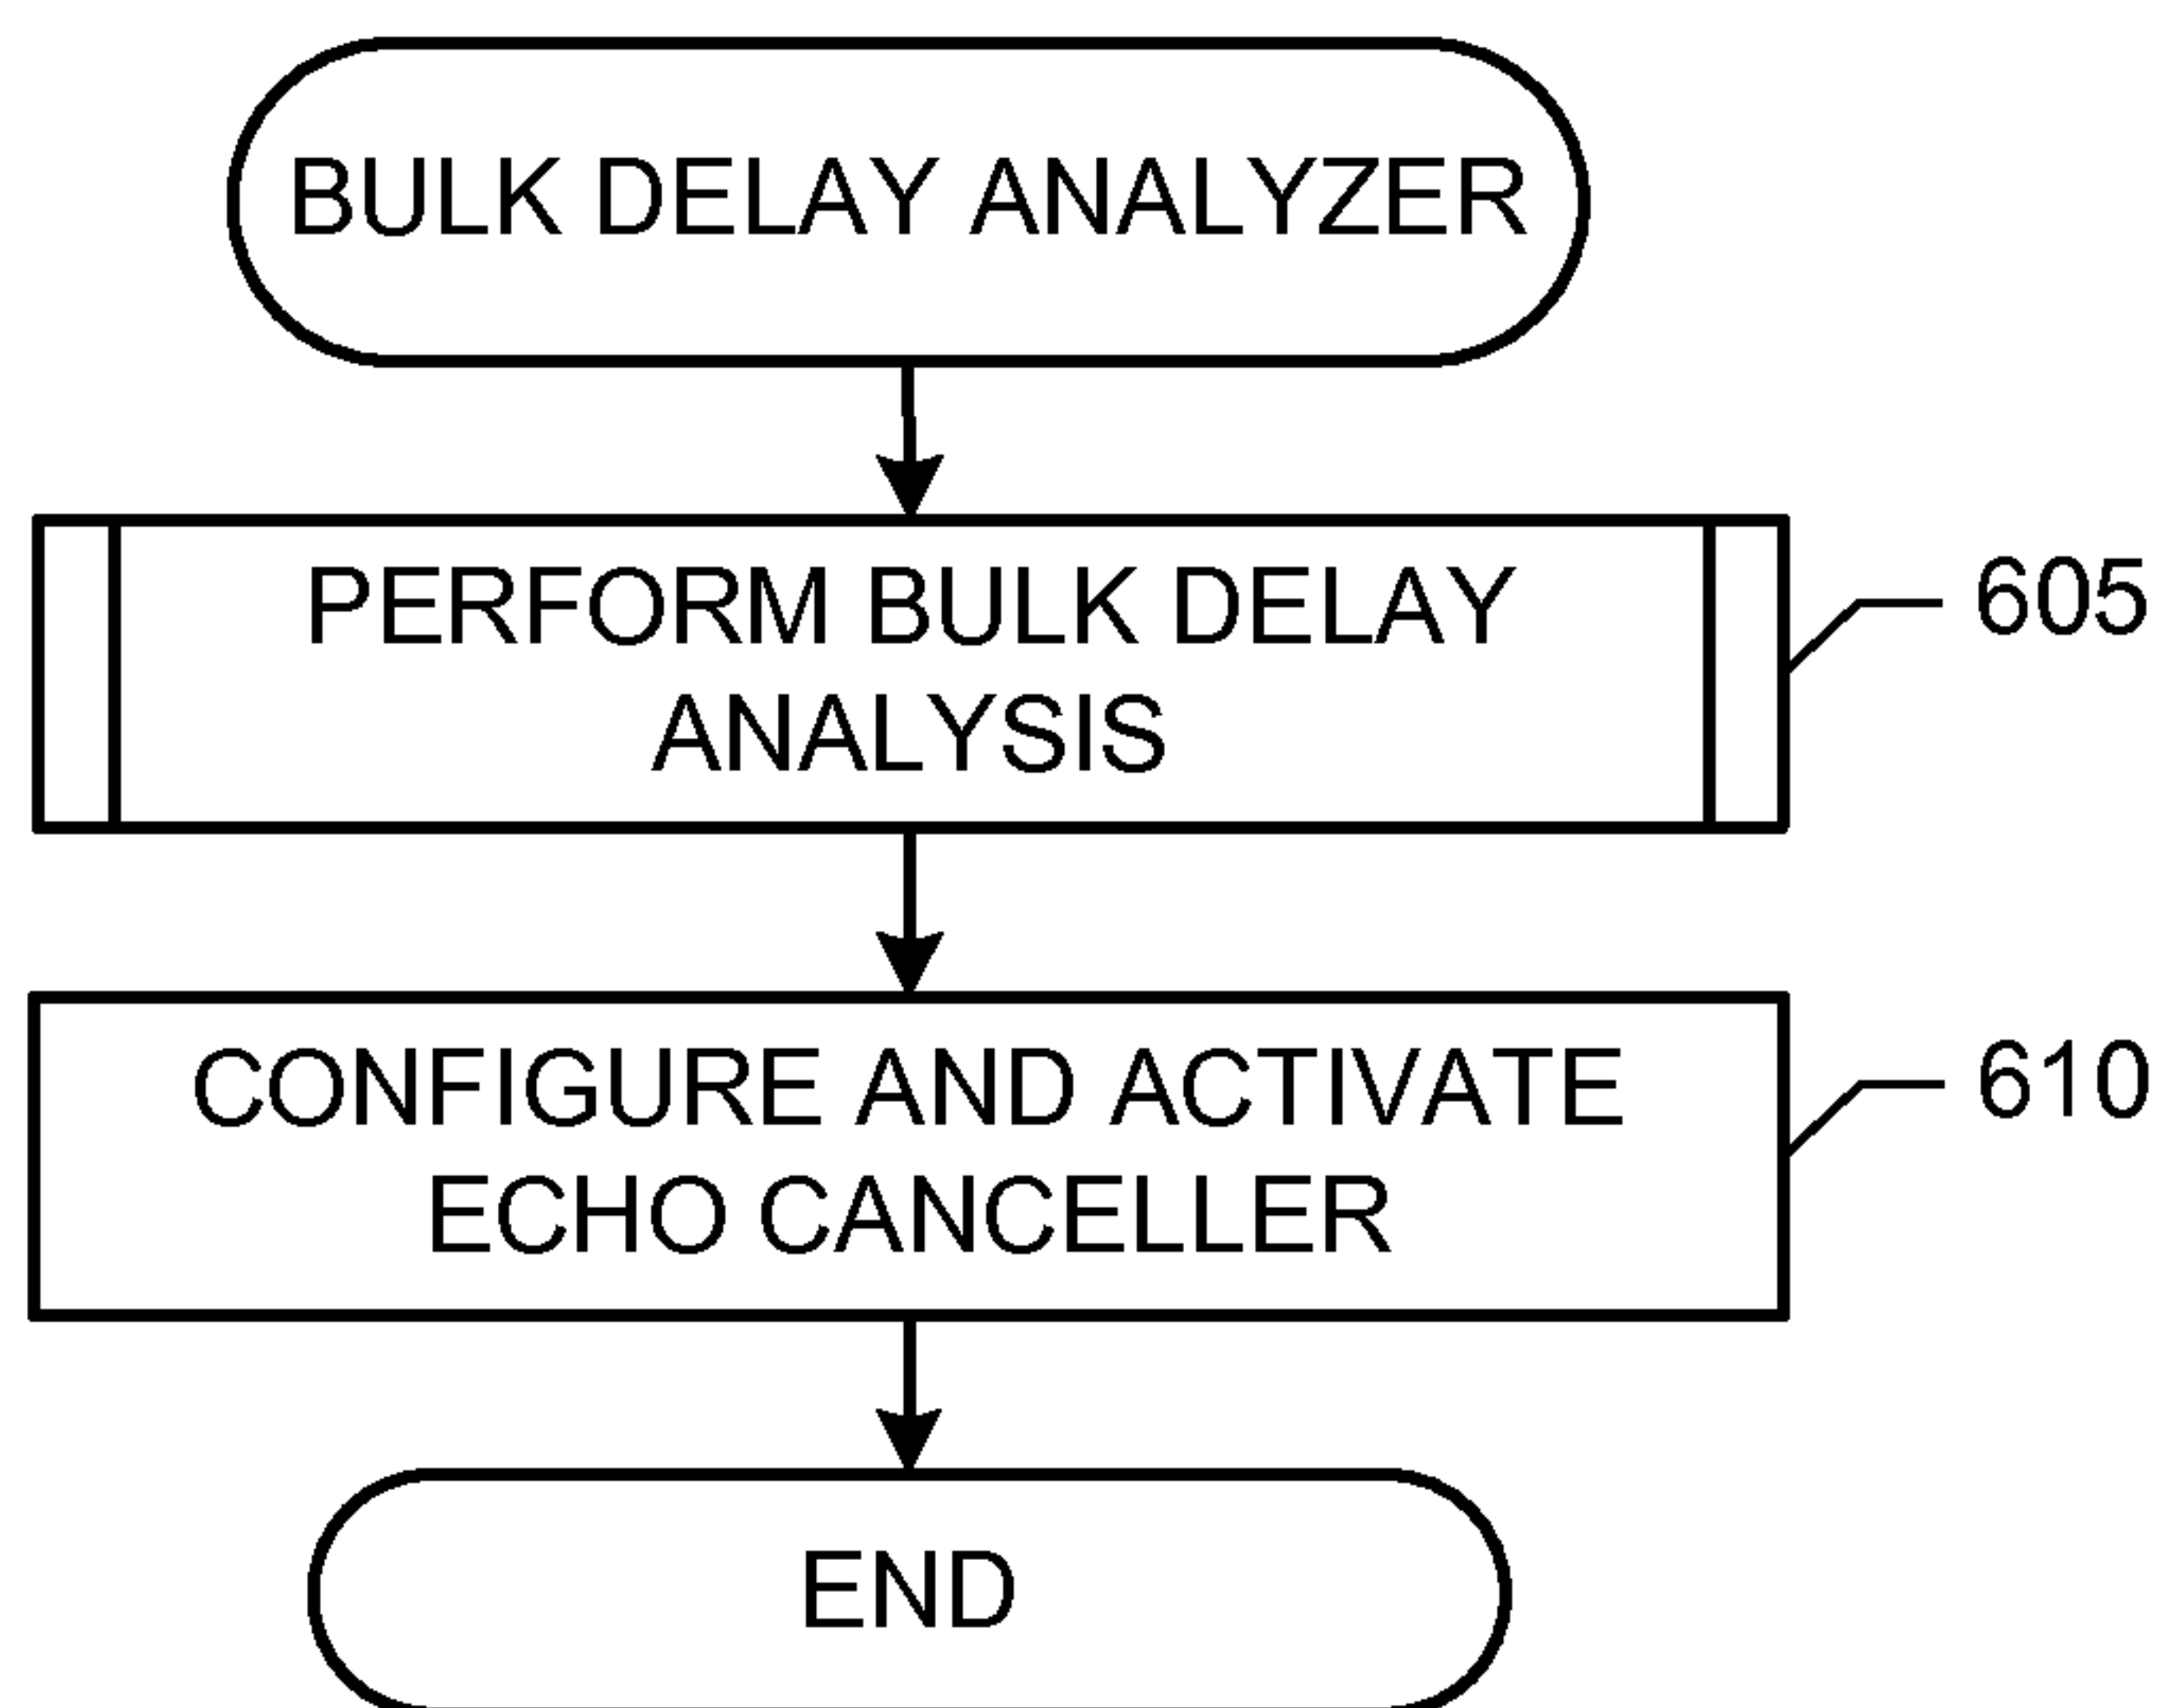 BULK DELAY ANALYZER
PERFORM BULK DELAY
ANALYSIS
605
CONFIGURE AND ACTIVATE
ECHO CANCELLER
610
END